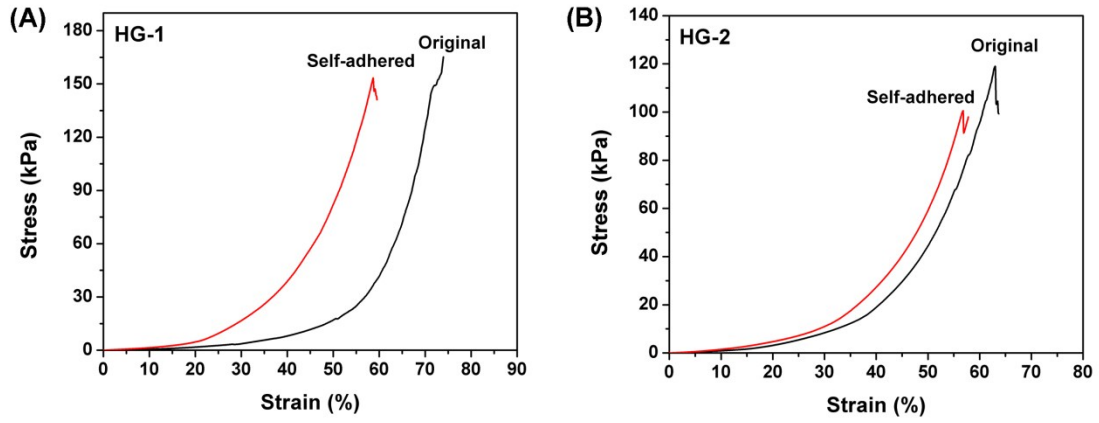 (A)
HG-1
Original
Self-adhered
180
150
120
90
60
30
0
Stress (kPa)
0 10 20 30 40 50 60 70 80 90
Strain (%)
(B)
HG-2
Original
Self-adhered
140
120
100
80
60
40
20
0
Stress (kPa)
0 10 20 30 40 50 60 70 80
Strain (%)